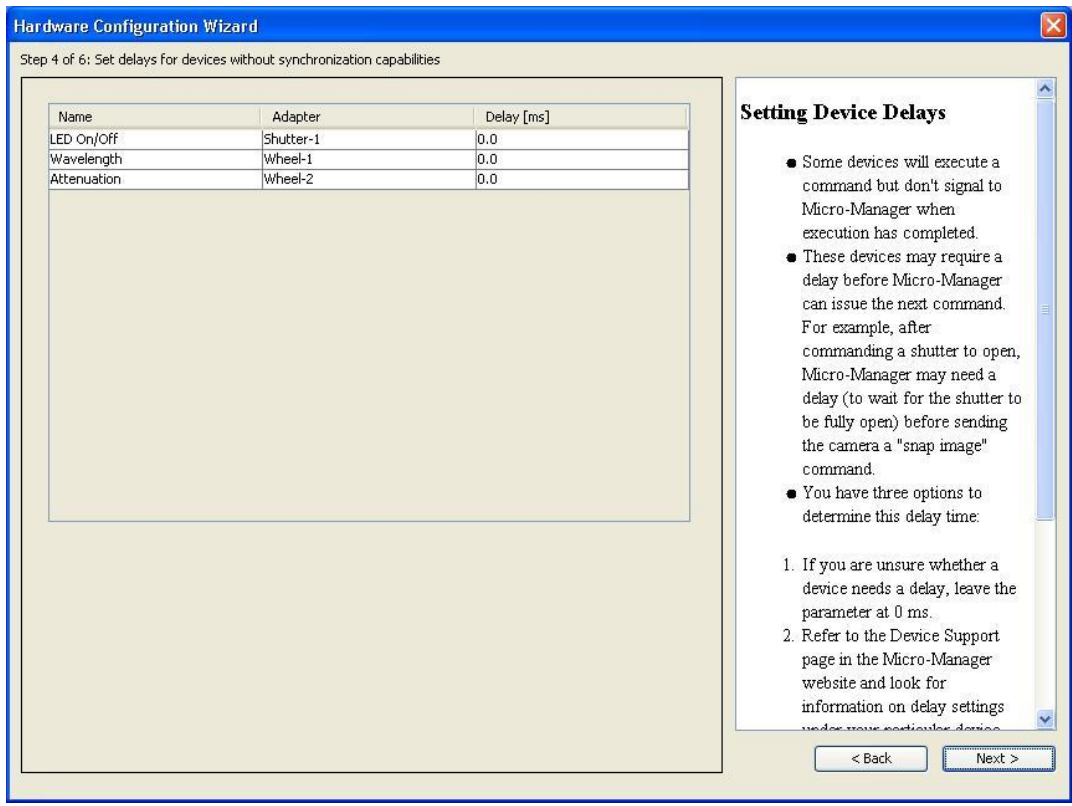 Hardware Configuration Wizard
Step 4 of 6: Set delays for devices without synchronization capabilities
Name Adapter Delay [ms]
LED On/Off Shutter-1 0.0
Wavelength Wheel-1 0.0
Attenuation Wheel-2 0.0
Setting Device Delays
● Some devices will execute a
command but don't signal to
Micro-Manager when
execution has completed.
● These devices may require a
delay before Micro-Manager
can issue the next command.
For example, after
commanding a shutter to open,
Micro-Manager may need a
delay (to wait for the shutter to
be fully open) before sending
the camera a "snap image"
command.
● You have three options to
determine this delay time:
1. If you are unsure whether a
device needs a delay, leave the
parameter at 0 ms.
2. Refer to the Device Support
page in the Micro-Manager
website and look for
information on delay settings
under your particular device
< Back Next >